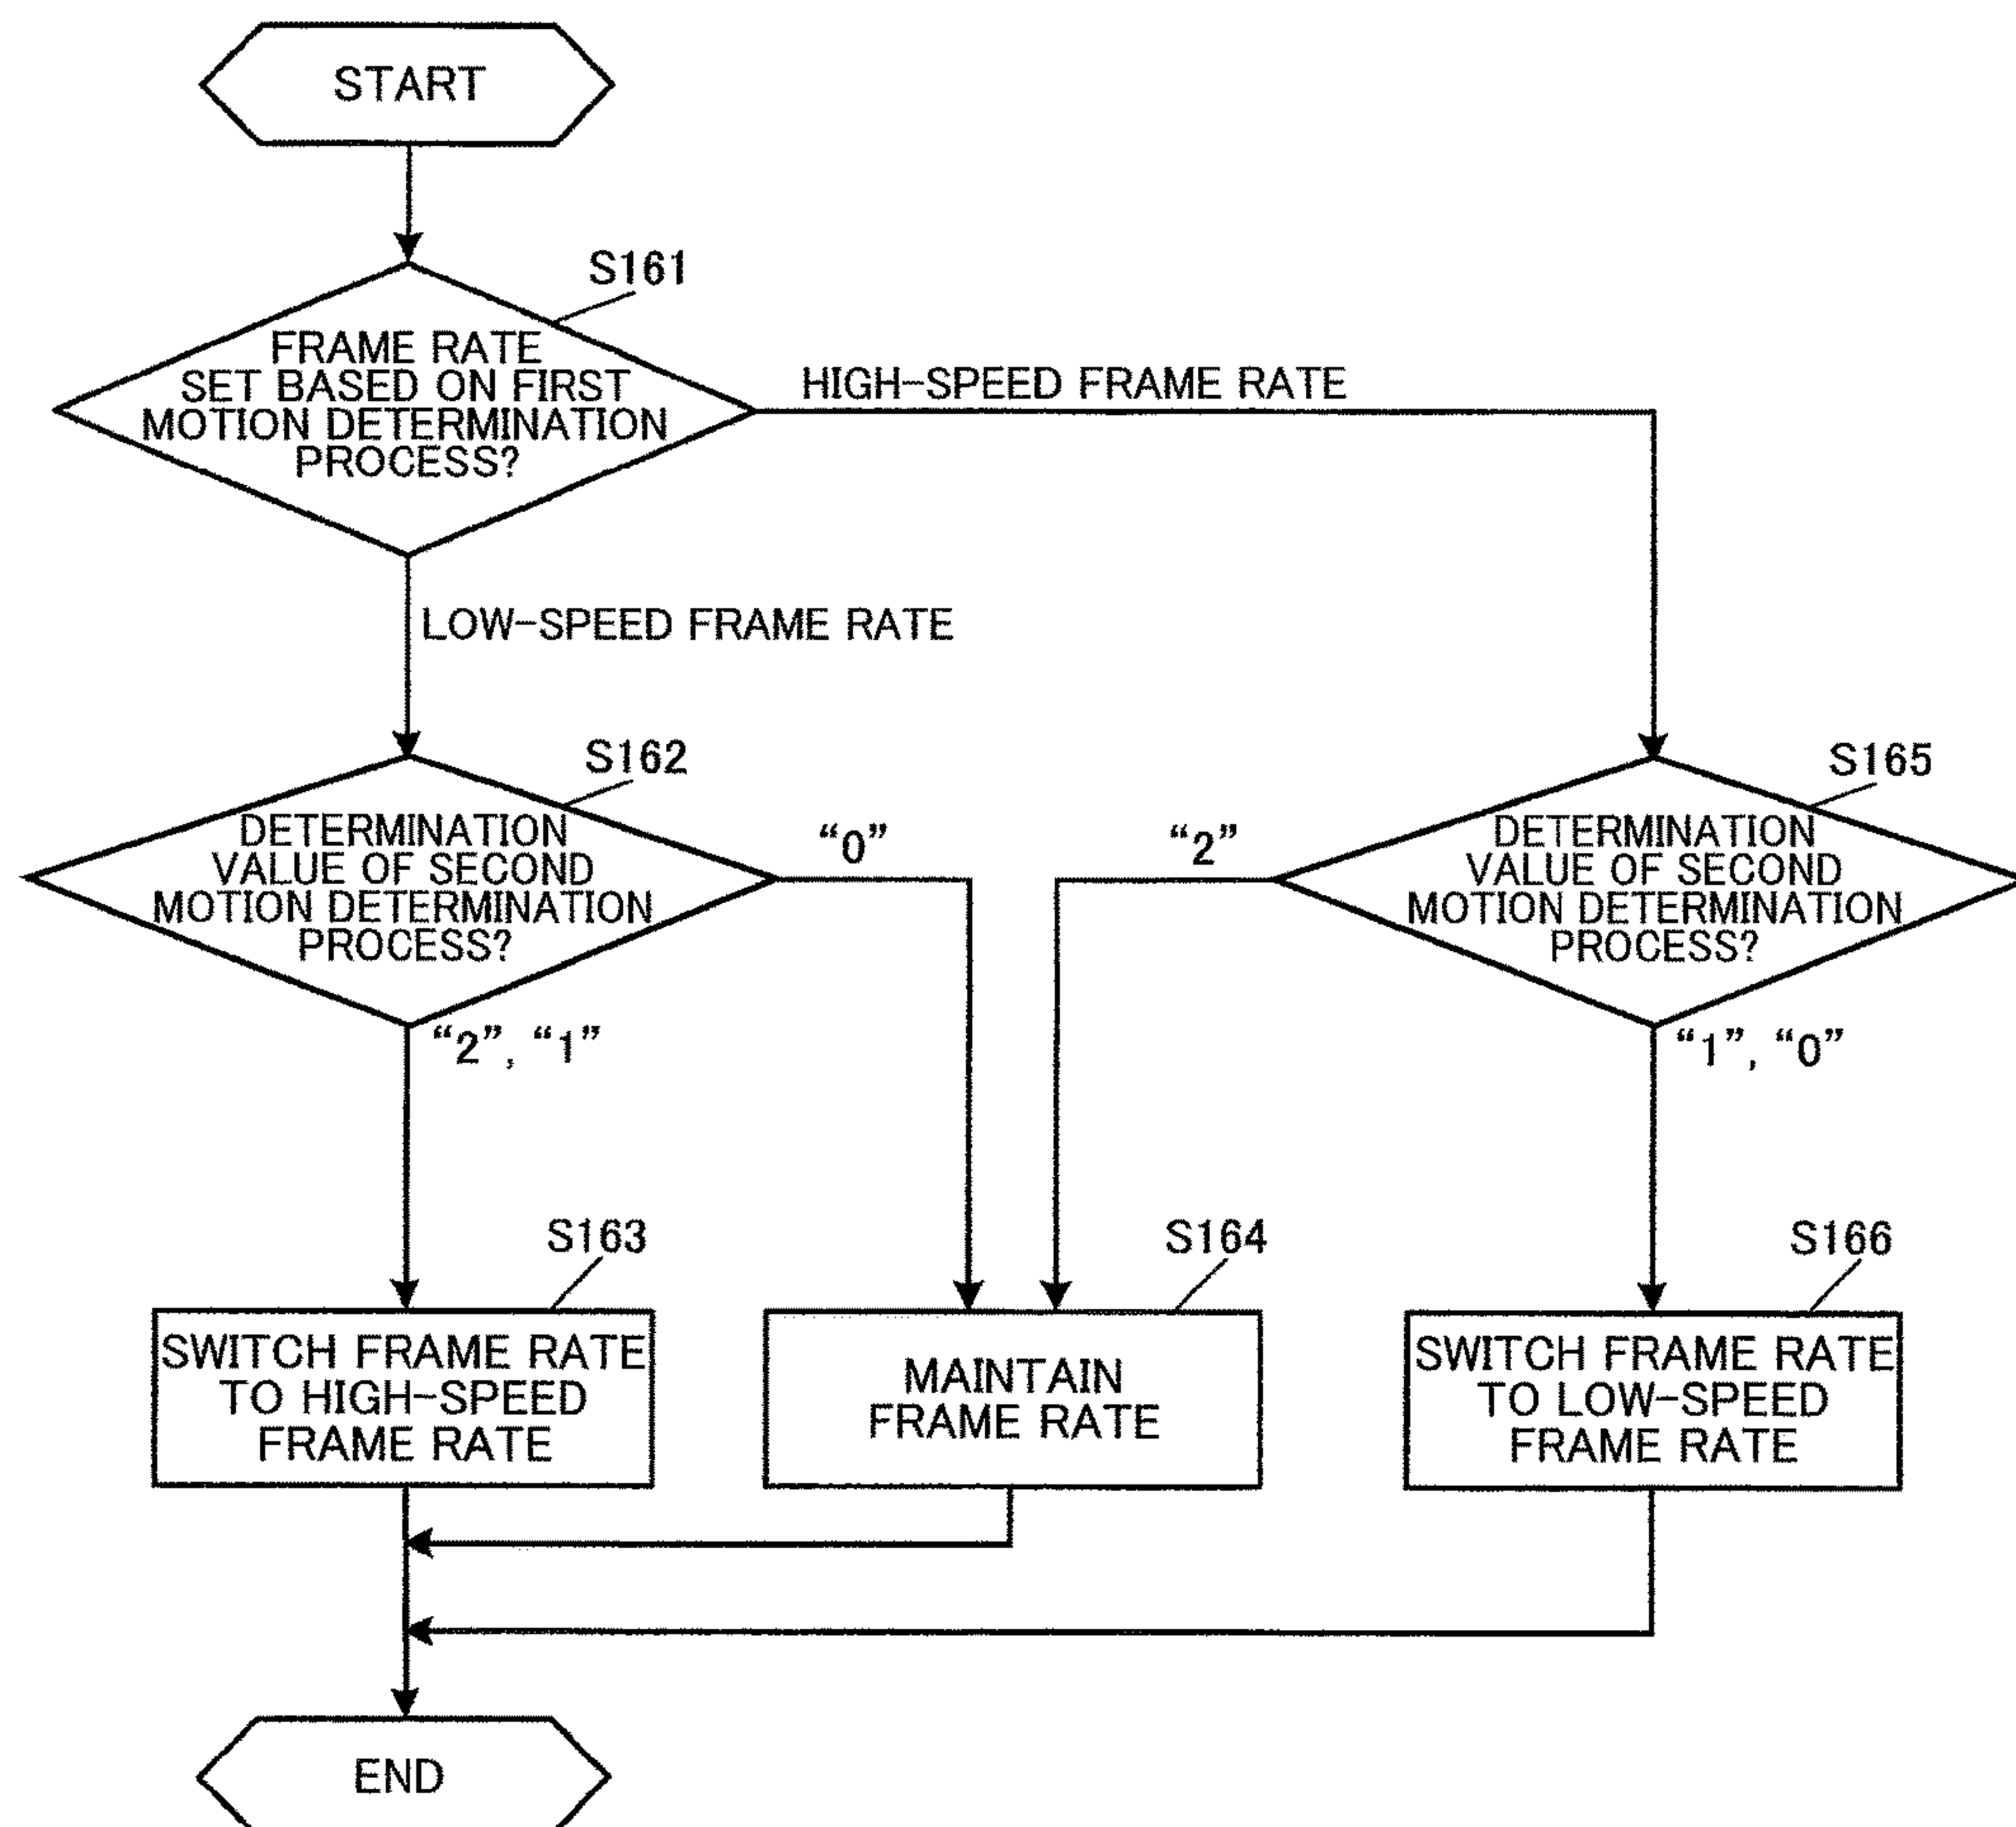 START
S161
FRAME RATE
SET BASED ON FIRST
MOTION DETERMINATION
PROCESS?
HIGH-SPEED FRAME RATE
LOW-SPEED FRAME RATE
S162
DETERMINATION
VALUE OF SECOND
MOTION DETERMINATION
PROCESS?
“0”
“2”, “1”
S165
“2”
DETERMINATION
VALUE OF SECOND
MOTION DETERMINATION
PROCESS?
“1”, “0”
S163
SWITCH FRAME RATE
TO HIGH-SPEED
FRAME RATE
S164
MAINTAIN
FRAME RATE
S166
SWITCH FRAME RATE
TO LOW-SPEED
FRAME RATE
END